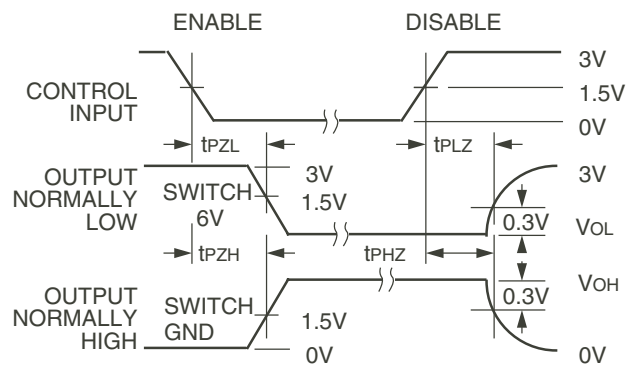 ENABLE DISABLE
3V
CONTROL INPUT 1.5V
0V
tPZL tPLZ
OUTPUT NORMALLY LOW
SWITCH 6V
3V
1.5V
3V
0.3V VOL
tPZH tPHZ
OUTPUT NORMALLY HIGH
SWITCH GND
1.5V
0V
VOH
0.3V
0V